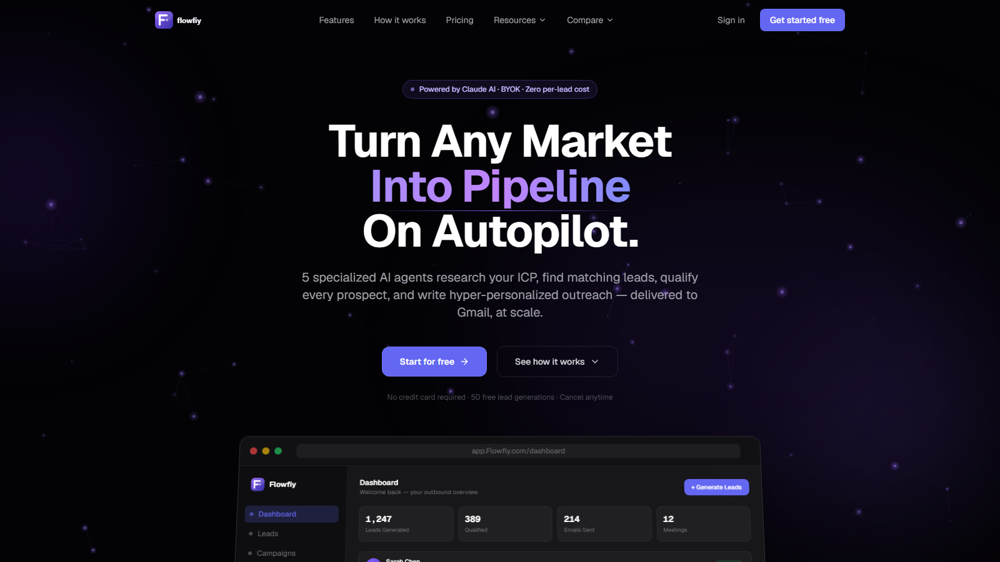 flowfiy
Features
How it works
Pricing
Resources
Compare
Sign in
Get started free
Powered by Claude AI · BYOK · Zero per-lead cost
Turn Any Market
Into Pipeline
On Autopilot.
5 specialized AI agents research your ICP, find matching leads, qualify
every prospect, and write hyper-personalized outreach — delivered to
Gmail, at scale.
Start for free →
See how it works
No credit card required · 50 free lead generations · Cancel anytime
app.Flowfiy.com/dashboard
Flowfiy
Dashboard
Leads
Campaigns
Dashboard
Welcome back — your outbound overview
+ Generate Leads
1,247
Leads Generated
389
Qualified
214
Emails Sent
12
Meetings
Sarah Chen